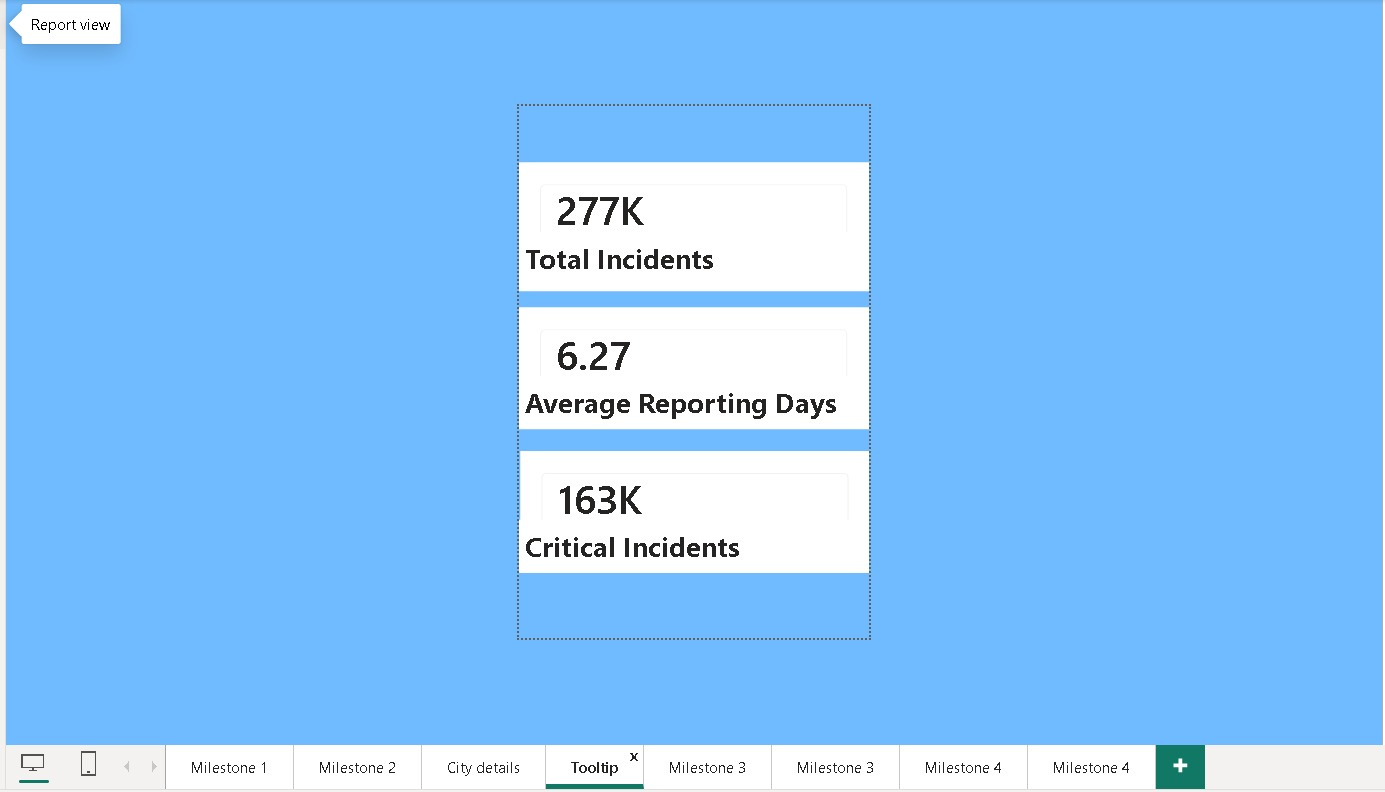 Report view
277K
Total Incidents
6.27
Average Reporting Days
163K
Critical Incidents
Milestone 1
Milestone 2
City details
Tooltip
x
Milestone 3
Milestone 3
Milestone 4
Milestone 4
+